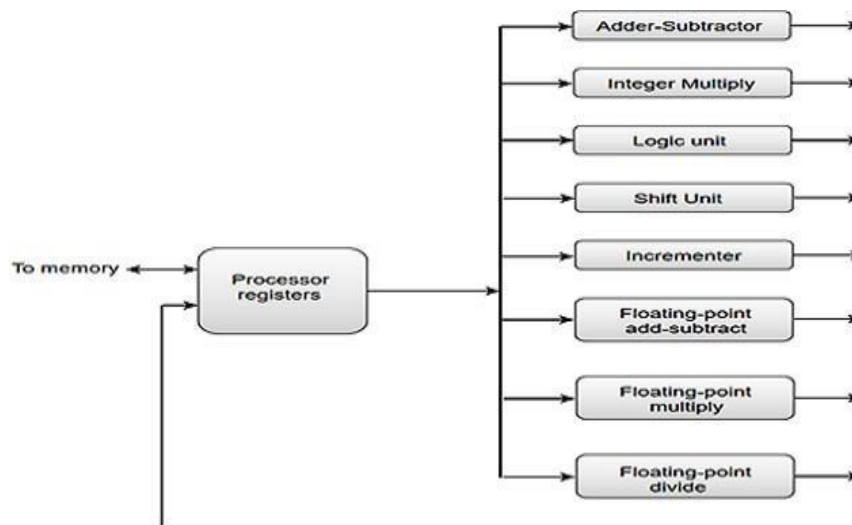 Adder-Subtractor
Integer Multiply
Logic unit
Shift Unit
Incrementer
To memory
Processor
registers
Floating-point
add-subtract
Floating-point
multiply
Floating-point
divide